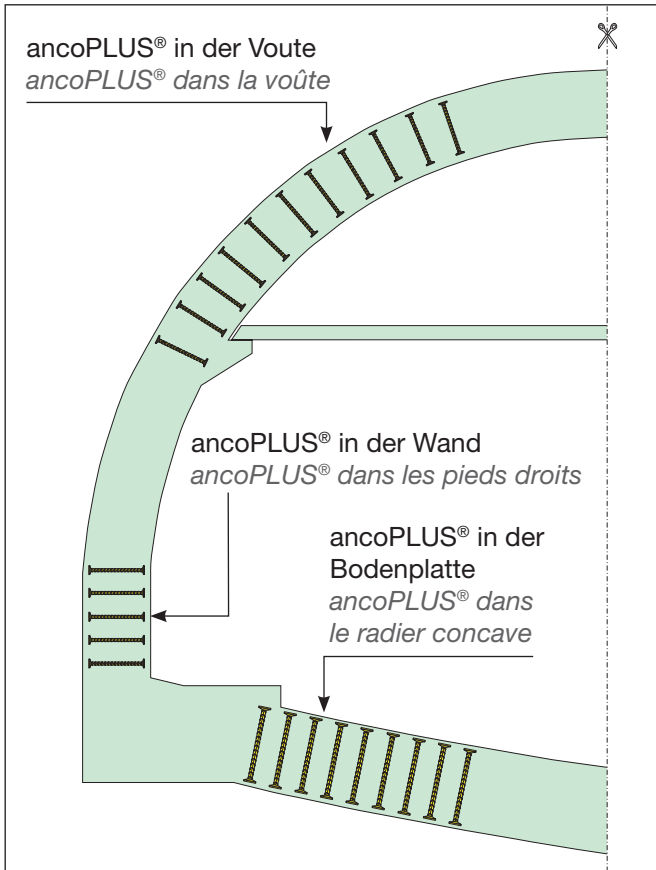 ancoPLUS® in der Voute
ancoPLUS® dans la voûte
ancoPLUS® in der Wand
ancoPLUS® dans les pieds droits
ancoPLUS® in der
Bodenplatte
ancoPLUS® dans
le radier concave